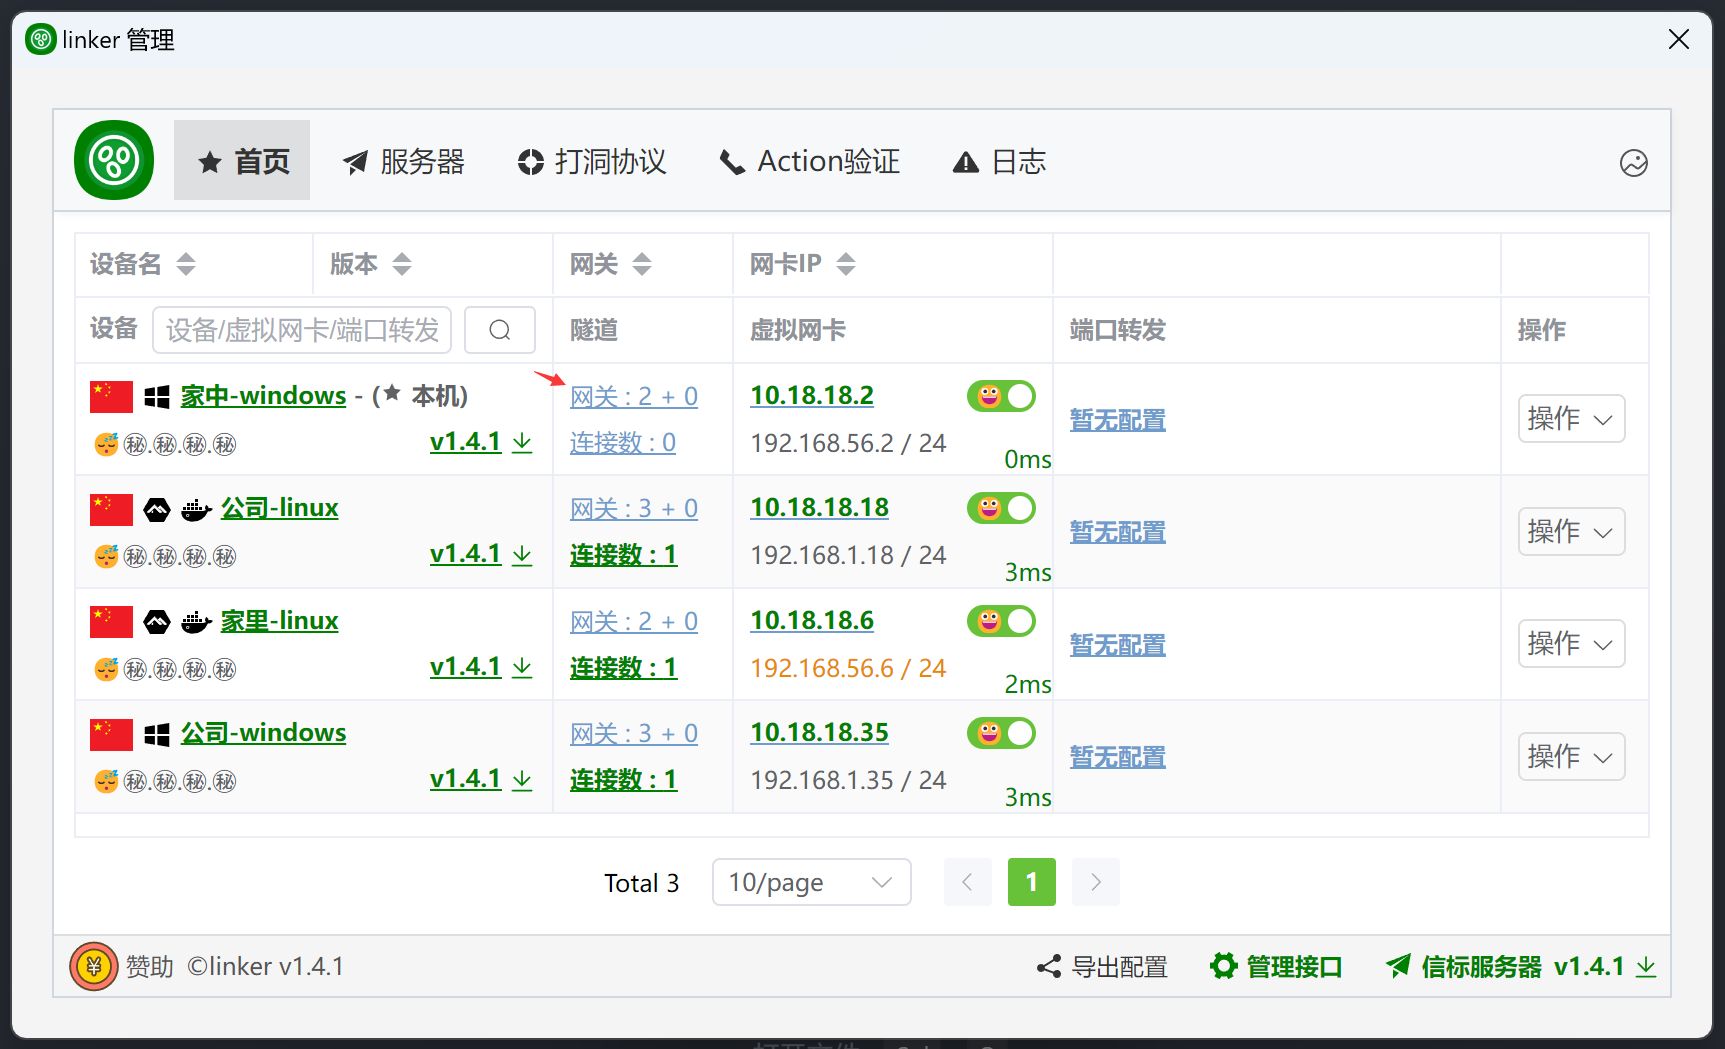 linker 管理
首页 服务器 打洞协议 Action验证 日志
设备名 版本 网关 网卡IP
设备 设备/虚拟网卡/端口转发 隧道 虚拟网卡 端口转发 操作
家中-windows - (★ 本机) 网关 : 2 + 0 10.18.18.2 暂无配置 操作
㊙.㊙.㊙.㊙ v1.4.1 连接数 : 0 192.168.56.2 / 24 0ms
公司-linux 网关 : 3 + 0 10.18.18.18 暂无配置 操作
㊙.㊙.㊙.㊙ v1.4.1 连接数 : 1 192.168.1.18 / 24 3ms
家里-linux 网关 : 2 + 0 10.18.18.6 暂无配置 操作
㊙.㊙.㊙.㊙ v1.4.1 连接数 : 1 192.168.56.6 / 24 2ms
公司-windows 网关 : 3 + 0 10.18.18.35 暂无配置 操作
㊙.㊙.㊙.㊙ v1.4.1 连接数 : 1 192.168.1.35 / 24 3ms
Total 3 10/page 1
¥ 赞助 ©linker v1.4.1 导出配置 管理接口 信标服务器 v1.4.1